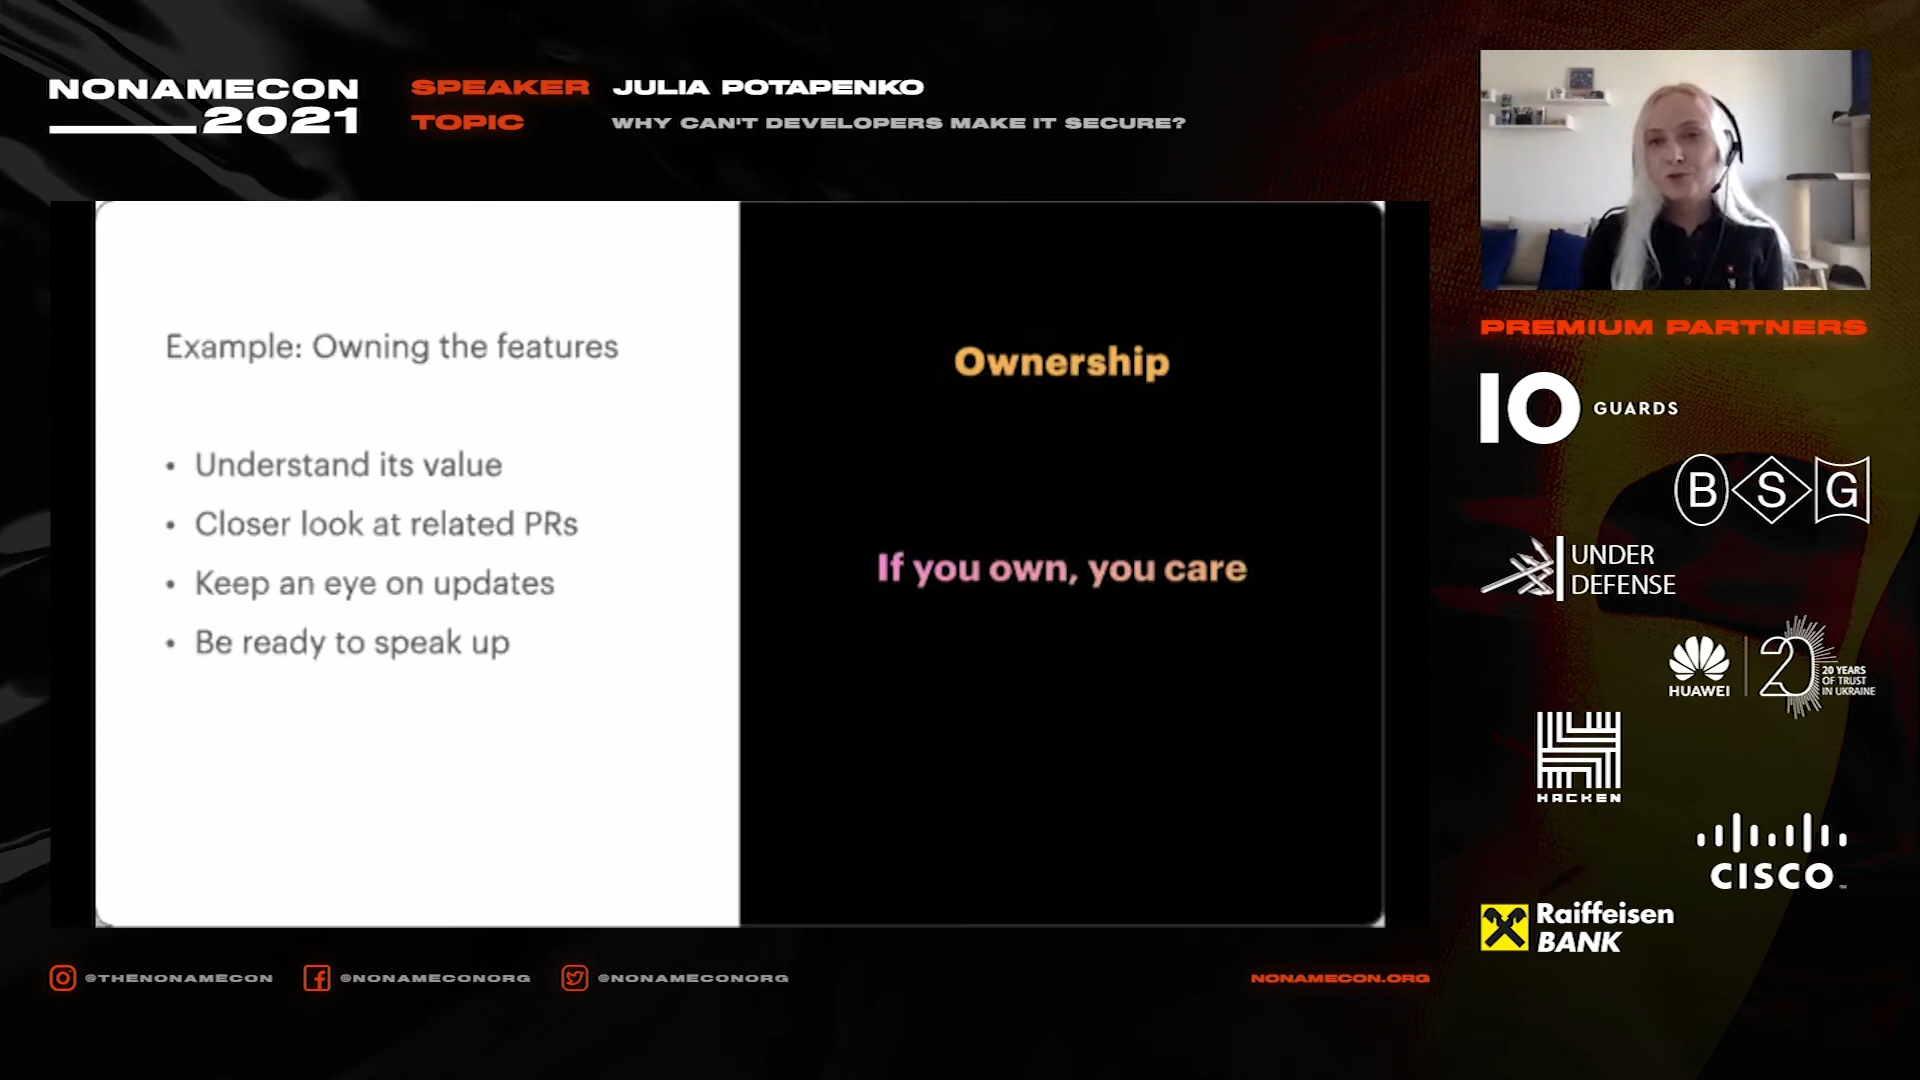 NONAMECON
2021
SPEAKER JULIA POTAPENKO
TOPIC WHY CAN'T DEVELOPERS MAKE IT SECURE?
Example: Owning the features
• Understand its value
• Closer look at related PRs
• Keep an eye on updates
• Be ready to speak up
Ownership
If you own, you care
PREMIUM PARTNERS
10 GUARDS
B S G
UNDER
DEFENSE
HUAWEI
20
20 YEARS
OF TRUST
IN UKRAINE
HACKEN
CISCO
Raiffeisen
BANK
@THENONAMECON @NONAMECONORG @NONAMECONORG
NONAMECON.ORG